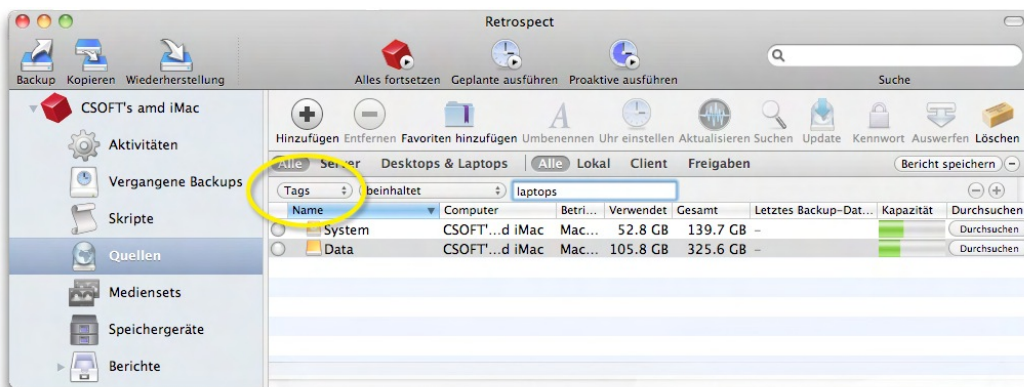 Retrospect
Backup Kopieren Wiederherstellung Alles fortsetzen Geplante ausführen Proaktive ausführen Suche
CSOFT's amd iMac
Aktivitäten
Vergangene Backups
Skripte
Quellen
Mediensets
Speichergeräte
Berichte
Hinzufügen Entfernen Favoriten hinzufügen Umbenennen Uhr einstellen Aktualisieren Suchen Update Kennwort Auswerfen Löschen
Alle Server Desktops & Laptops Alle Lokal Client Freigaben Bericht speichern
Tags beinhaltet laptops
Name Computer Betri... Verwendet Gesamt Letztes Backup-Dat... Kapazität Durchsuchen
System CSOFT'...d iMac Mac... 52.8 GB 139.7 GB – Durchsuchen
Data CSOFT'...d iMac Mac... 105.8 GB 325.6 GB – Durchsuchen